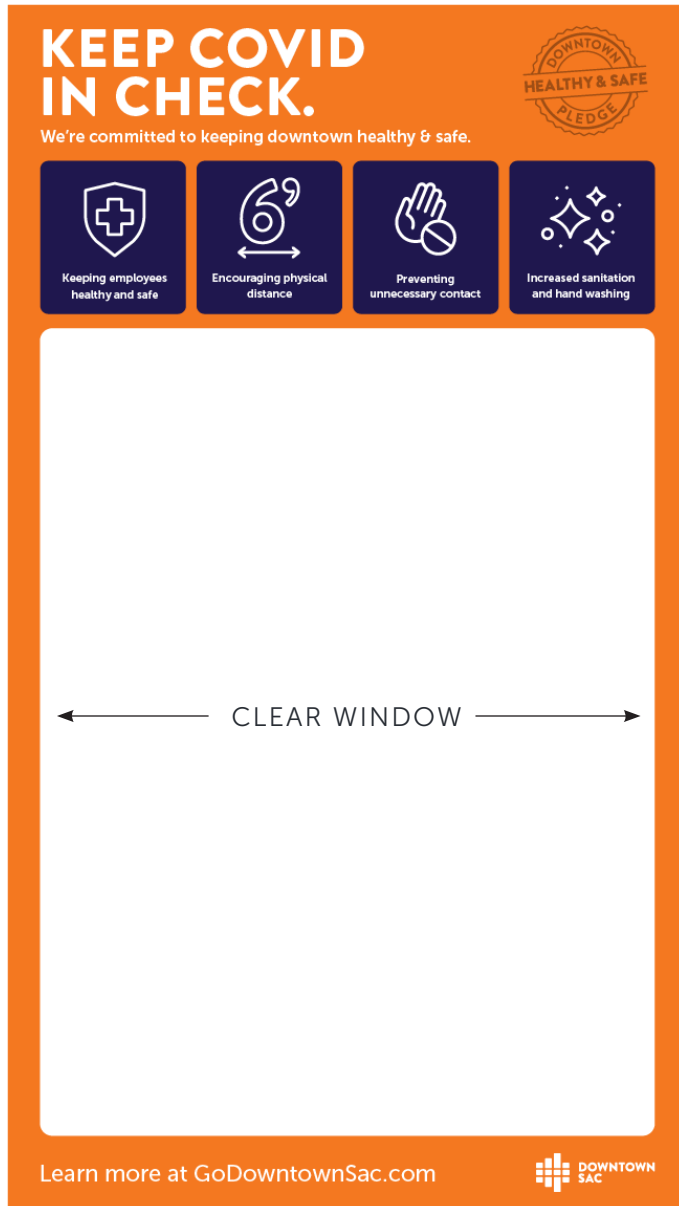 KEEP COVID
IN CHECK.
We're committed to keeping downtown healthy & safe.
DOWNTOWN
HEALTHY & SAFE
PLEDGE
Keeping employees
healthy and safe
6'
Encouraging physical
distance
Preventing
unnecessary contact
Increased sanitation
and hand washing
CLEAR WINDOW
Learn more at GoDowntownSac.com
DOWNTOWN
SAC